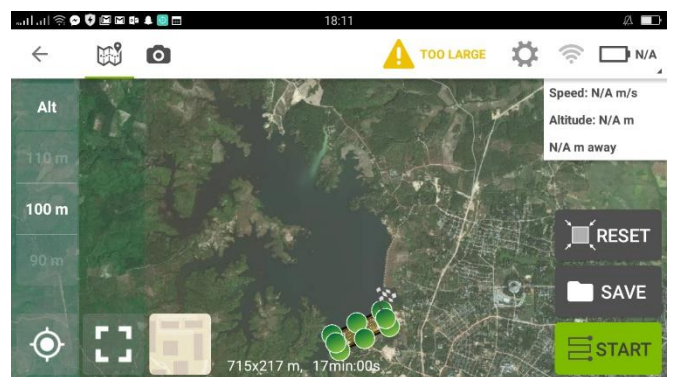 18:11
TOO LARGE
N/A
Alt
110 m
100 m
90 m
Speed: N/A m/s
Altitude: N/A m
N/A m away
RESET
SAVE
START
715x217 m, 17min:00s